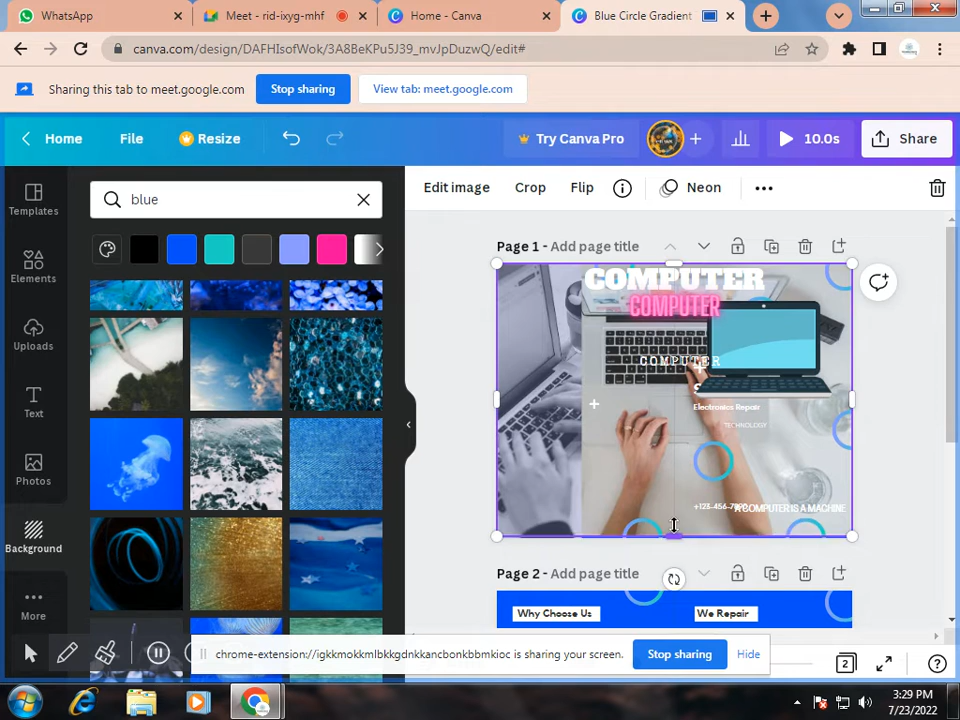 WhatsApp
Meet - rid-ixyg-mhf
Home - Canva
Blue Circle Gradient
canva.com/design/DAFHIsofWok/3A8BeKPu5J39_mvJpDuzwQ/edit#
Sharing this tab to meet.google.com
Stop sharing
View tab: meet.google.com
Home
File
Resize
Try Canva Pro
10.0s
Share
Templates
Elements
Uploads
Text
Photos
Background
More
blue
Edit image
Crop
Flip
Neon
Page 1 - Add page title
COMPUTER
COMPUTER
COMPUTER
Electronics Repair
TECHNOLOGY
A COMPUTER IS A MACHINE
Page 2 - Add page title
Why Choose Us
We Repair
chrome-extension://igkkmokkmlbkkgdnkkancbonkbbmkioc is sharing your screen.
Stop sharing
Hide
2
3:29 PM
7/23/2022